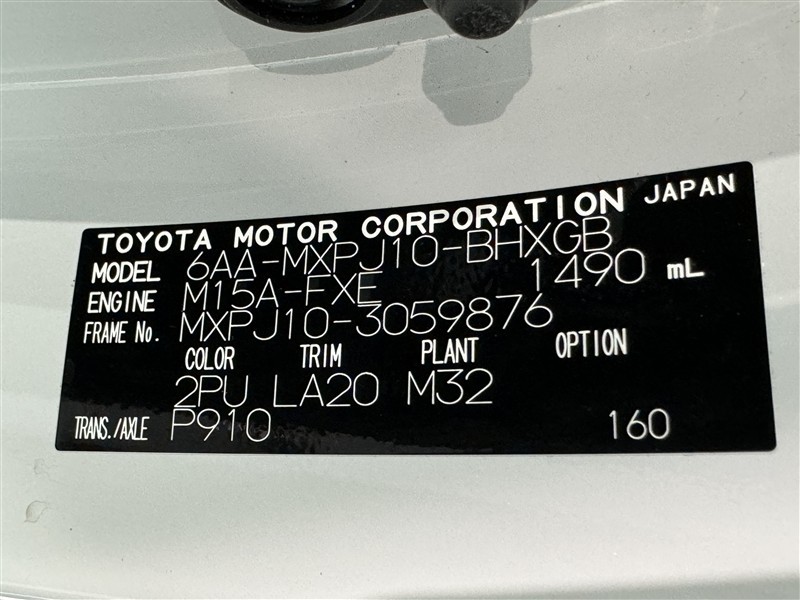 TOYOTA MOTOR CORPORATION JAPAN
MODEL 6AA-MXPJ10-BHXGB
ENGINE M15A-FXE 1490 mL
FRAME No. MXPJ10-3059876
COLOR TRIM PLANT OPTION
2PU LA20 M32
TRANS./AXLE P910 160